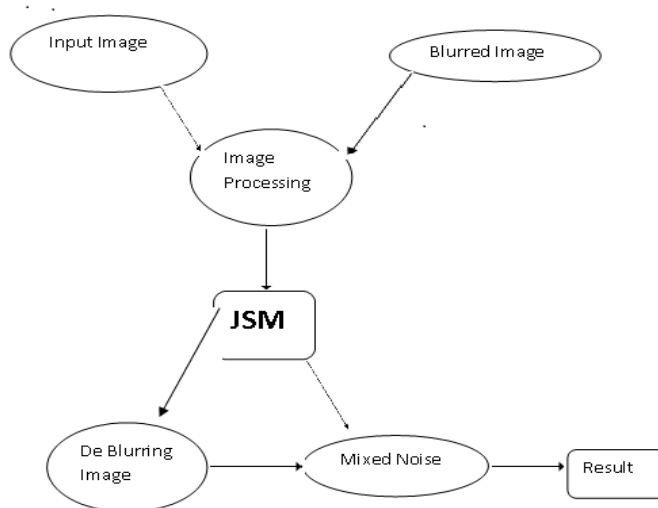 Input Image
Blurred Image
Image
Processing
JSM
De Blurring
Image
Mixed Noise
Result